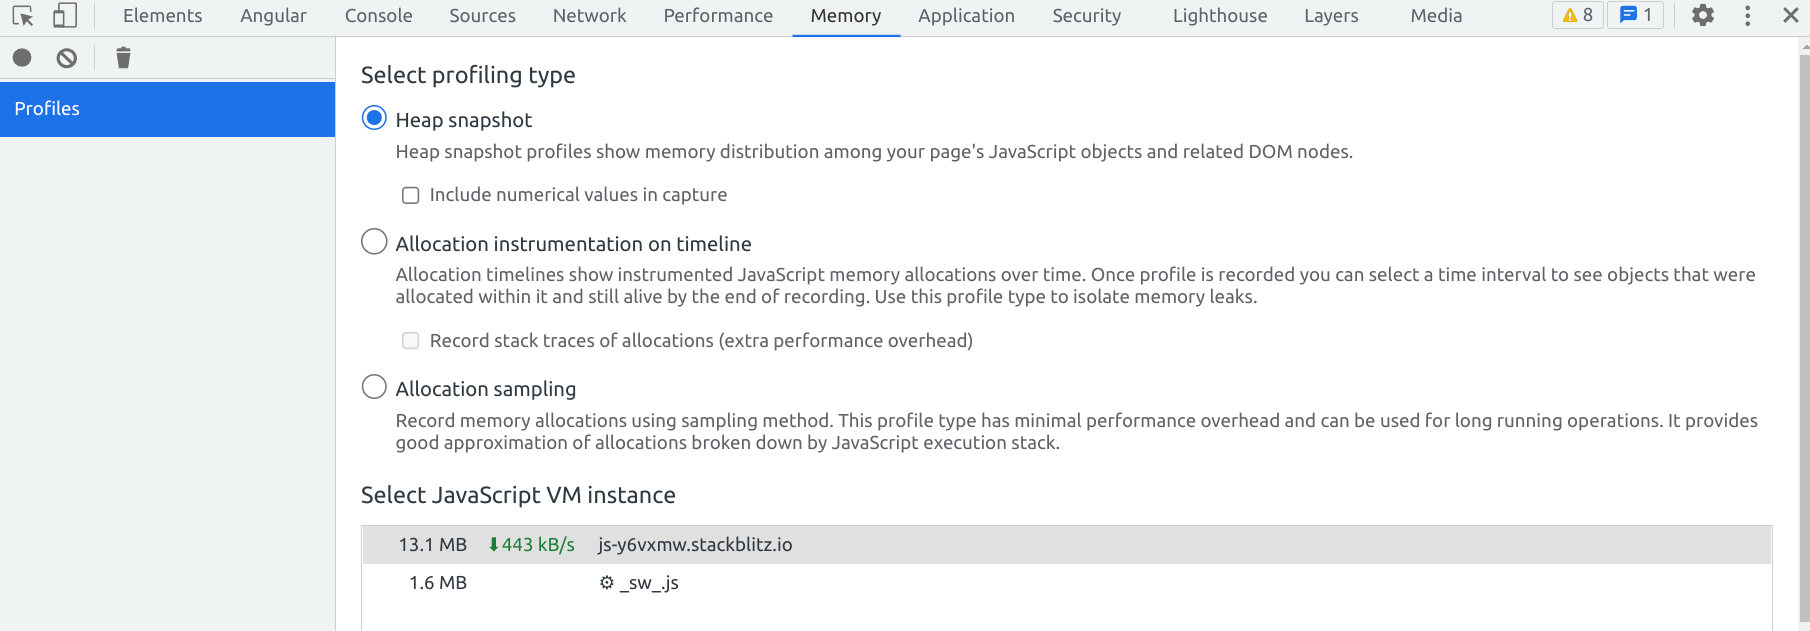 Elements Angular Console Sources Network Performance Memory Application Security Lighthouse Layers Media 8 1
Profiles
Select profiling type
Heap snapshot
Heap snapshot profiles show memory distribution among your page's JavaScript objects and related DOM nodes.
Include numerical values in capture
Allocation instrumentation on timeline
Allocation timelines show instrumented JavaScript memory allocations over time. Once profile is recorded you can select a time interval to see objects that were
allocated within it and still alive by the end of recording. Use this profile type to isolate memory leaks.
Record stack traces of allocations (extra performance overhead)
Allocation sampling
Record memory allocations using sampling method. This profile type has minimal performance overhead and can be used for long running operations. It provides
good approximation of allocations broken down by JavaScript execution stack.
Select JavaScript VM instance
13.1 MB ⬇443 kB/s js-y6vxmw.stackblitz.io
1.6 MB ⚙ _sw_.js